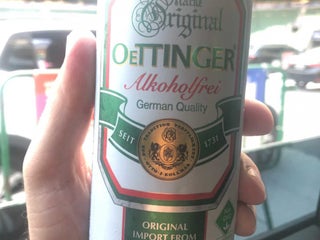 Original
OETTINGER
Alkoholfrei
German Quality
SEIT 1731
ORIGINAL
IMPORT FROM